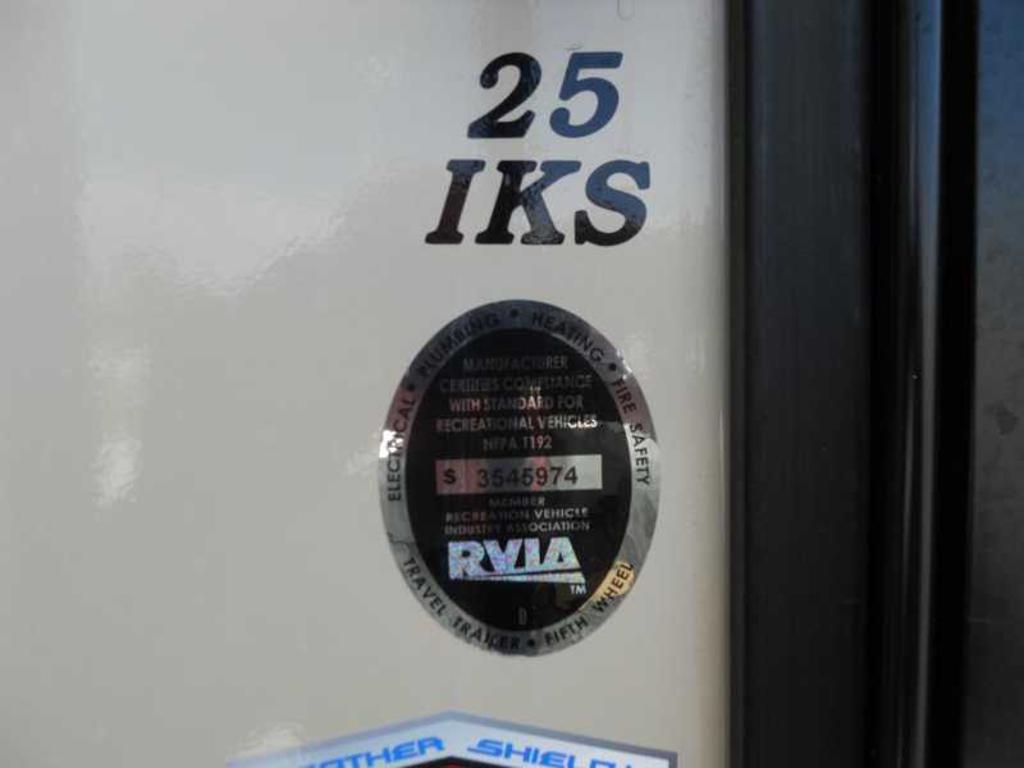 25
IKS
ELECTRICAL • PLUMBING • HEATING • FIRE SAFETY
MANUFACTURER
CERTIFIES COMPLIANCE
WITH STANDARD FOR
RECREATIONAL VEHICLES
NFPA 1192
S 3545974
MEMBER
RECREATION VEHICLE
INDUSTRY ASSOCIATION
RVIA
TM
D
TRAVEL TRAILER • FIFTH WHEEL
SHIELD